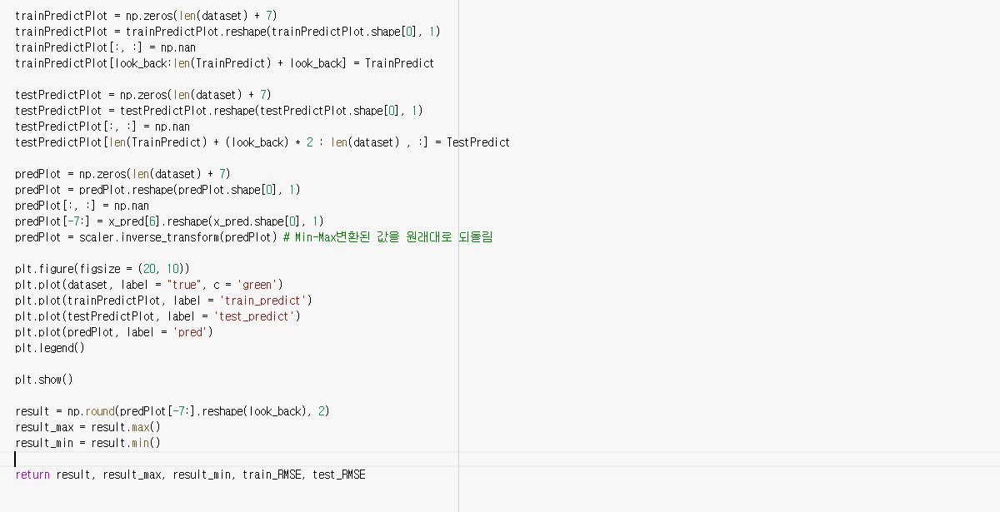 trainPredictPlot = np.zeros(len(dataset) + 7)
trainPredictPlot = trainPredictPlot.reshape(trainPredictPlot.shape[0], 1)
trainPredictPlot[:, :] = np.nan
trainPredictPlot[look_back:len(TrainPredict) + look_back] = TrainPredict
testPredictPlot = np.zeros(len(dataset) + 7)
testPredictPlot = testPredictPlot.reshape(testPredictPlot.shape[0], 1)
testPredictPlot[:, :] = np.nan
testPredictPlot[len(TrainPredict) + (look_back) * 2 : len(dataset) , :] = TestPredict
predPlot = np.zeros(len(dataset) + 7)
predPlot = predPlot.reshape(predPlot.shape[0], 1)
predPlot[:, :] = np.nan
predPlot[-7:] = x_pred[6].reshape(x_pred.shape[0], 1)
predPlot = scaler.inverse_transform(predPlot) # Min-Max변환된 값을 원래대로 되돌림
plt.figure(figsize = (20, 10))
plt.plot(dataset, label = "true", c = 'green')
plt.plot(trainPredictPlot, label = 'train_predict')
plt.plot(testPredictPlot, label = 'test_predict')
plt.plot(predPlot, label = 'pred')
plt.legend()
plt.show()
result = np.round(predPlot[-7:].reshape(look_back), 2)
result_max = result.max()
result_min = result.min()
return result, result_max, result_min, train_RMSE, test_RMSE